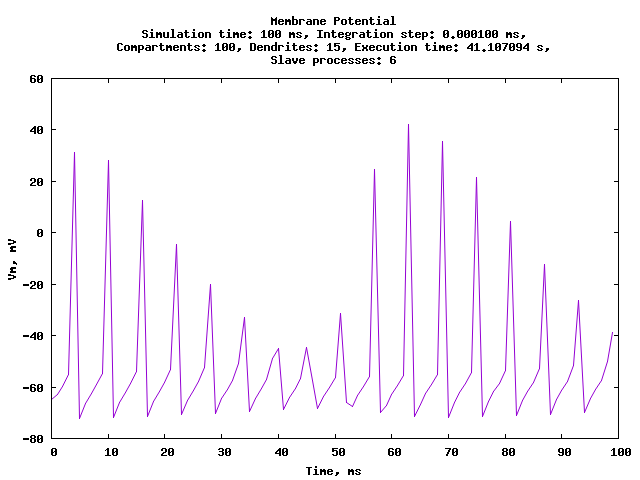 Membrane Potential
Simulation time: 100 ms, Integration step: 0.000100 ms,
Compartments: 100, Dendrites: 15, Execution time: 41.107094 s,
Slave processes: 6
60
40
20
0
-20
-40
-60
-80
Vm, mV
0 10 20 30 40 50 60 70 80 90 100
Time, ms